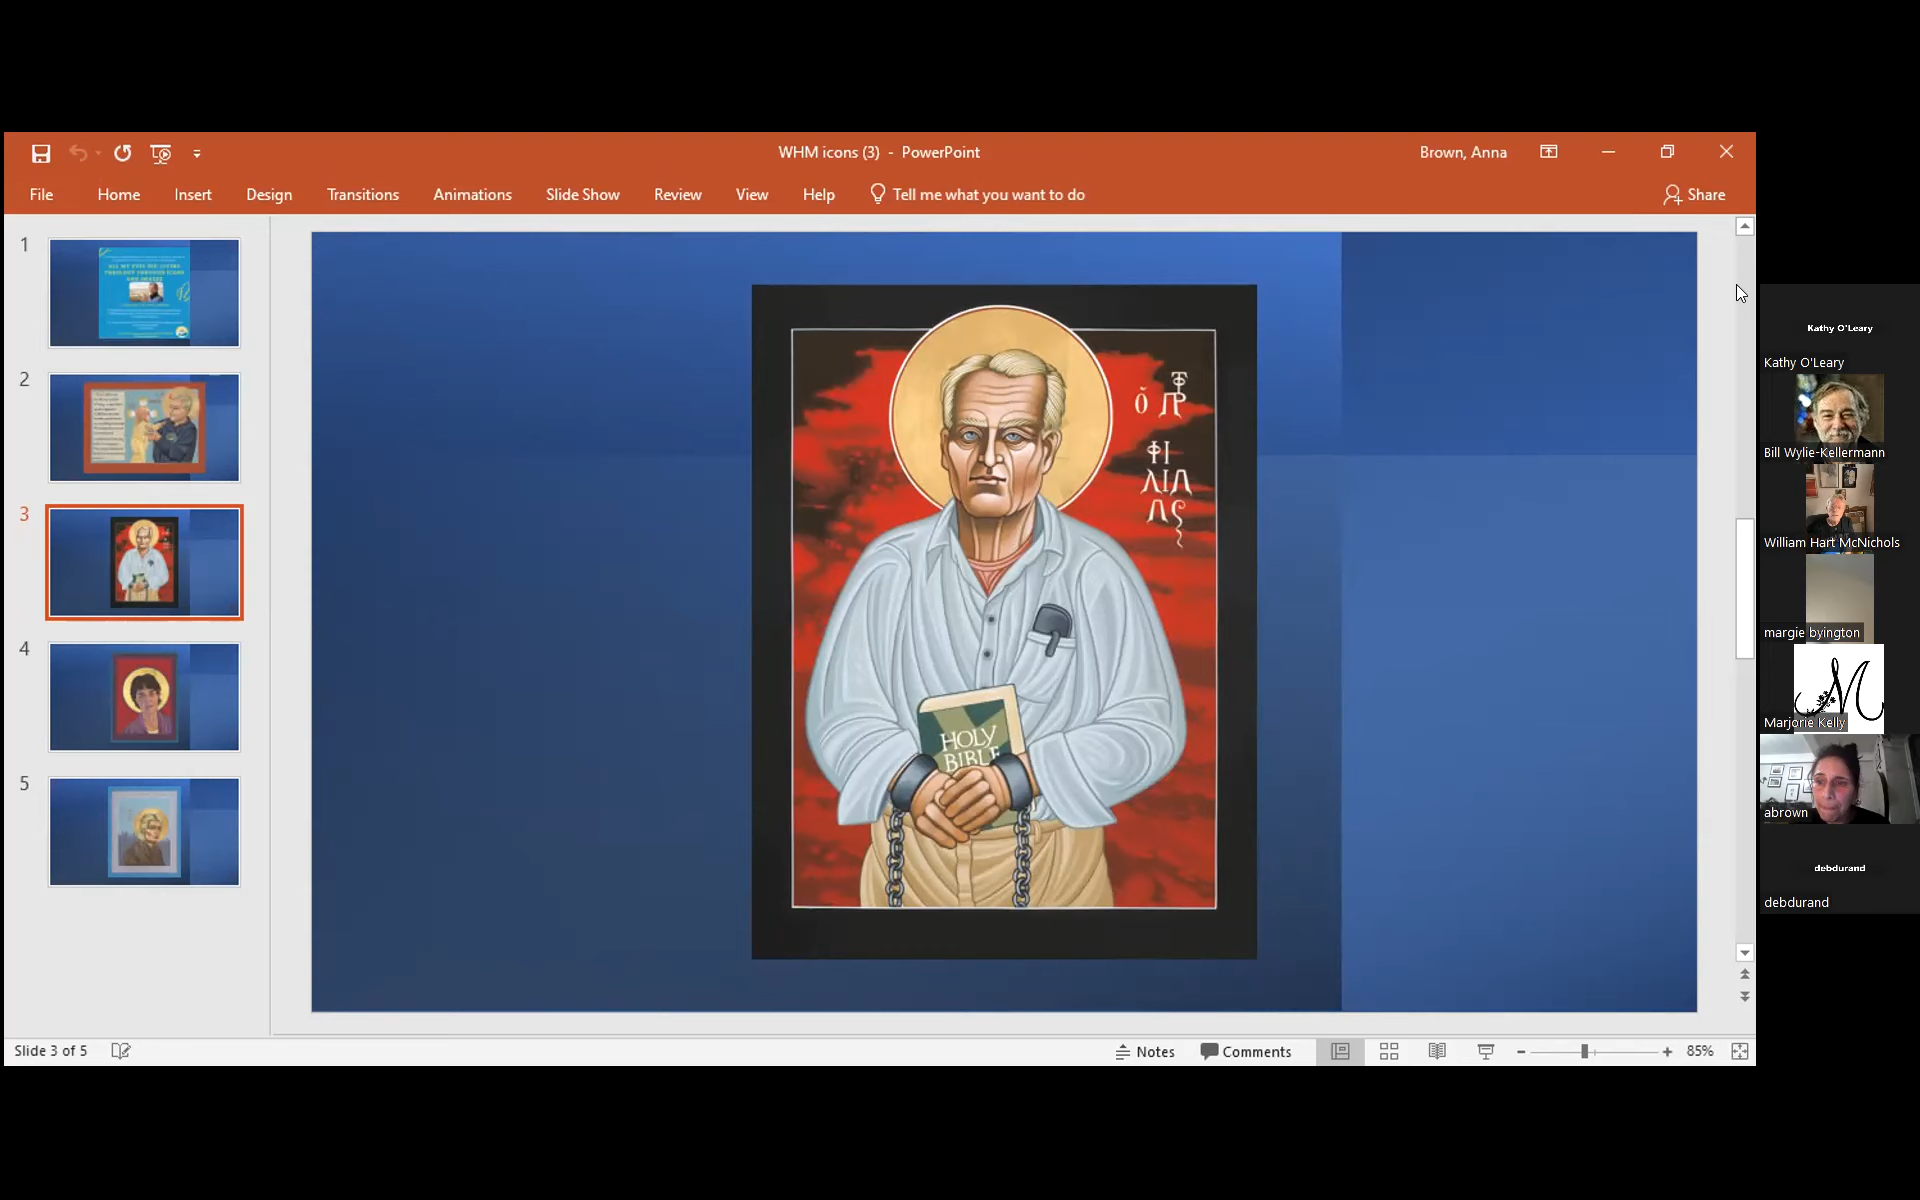 WHM icons (3) - PowerPoint
Brown, Anna
File Home Insert Design Transitions Animations Slide Show Review View Help Tell me what you want to do Share
1
2
3
4
5
HOLY
BIBLE
ΦΙ
ΛΙΠ
Kathy O'Leary
Kathy O'Leary
Bill Wylie-Kellermann
William Hart McNichols
margie byington
M
Marjorie Kelly
abrown
debdurand
debdurand
Slide 3 of 5
Notes Comments 85%